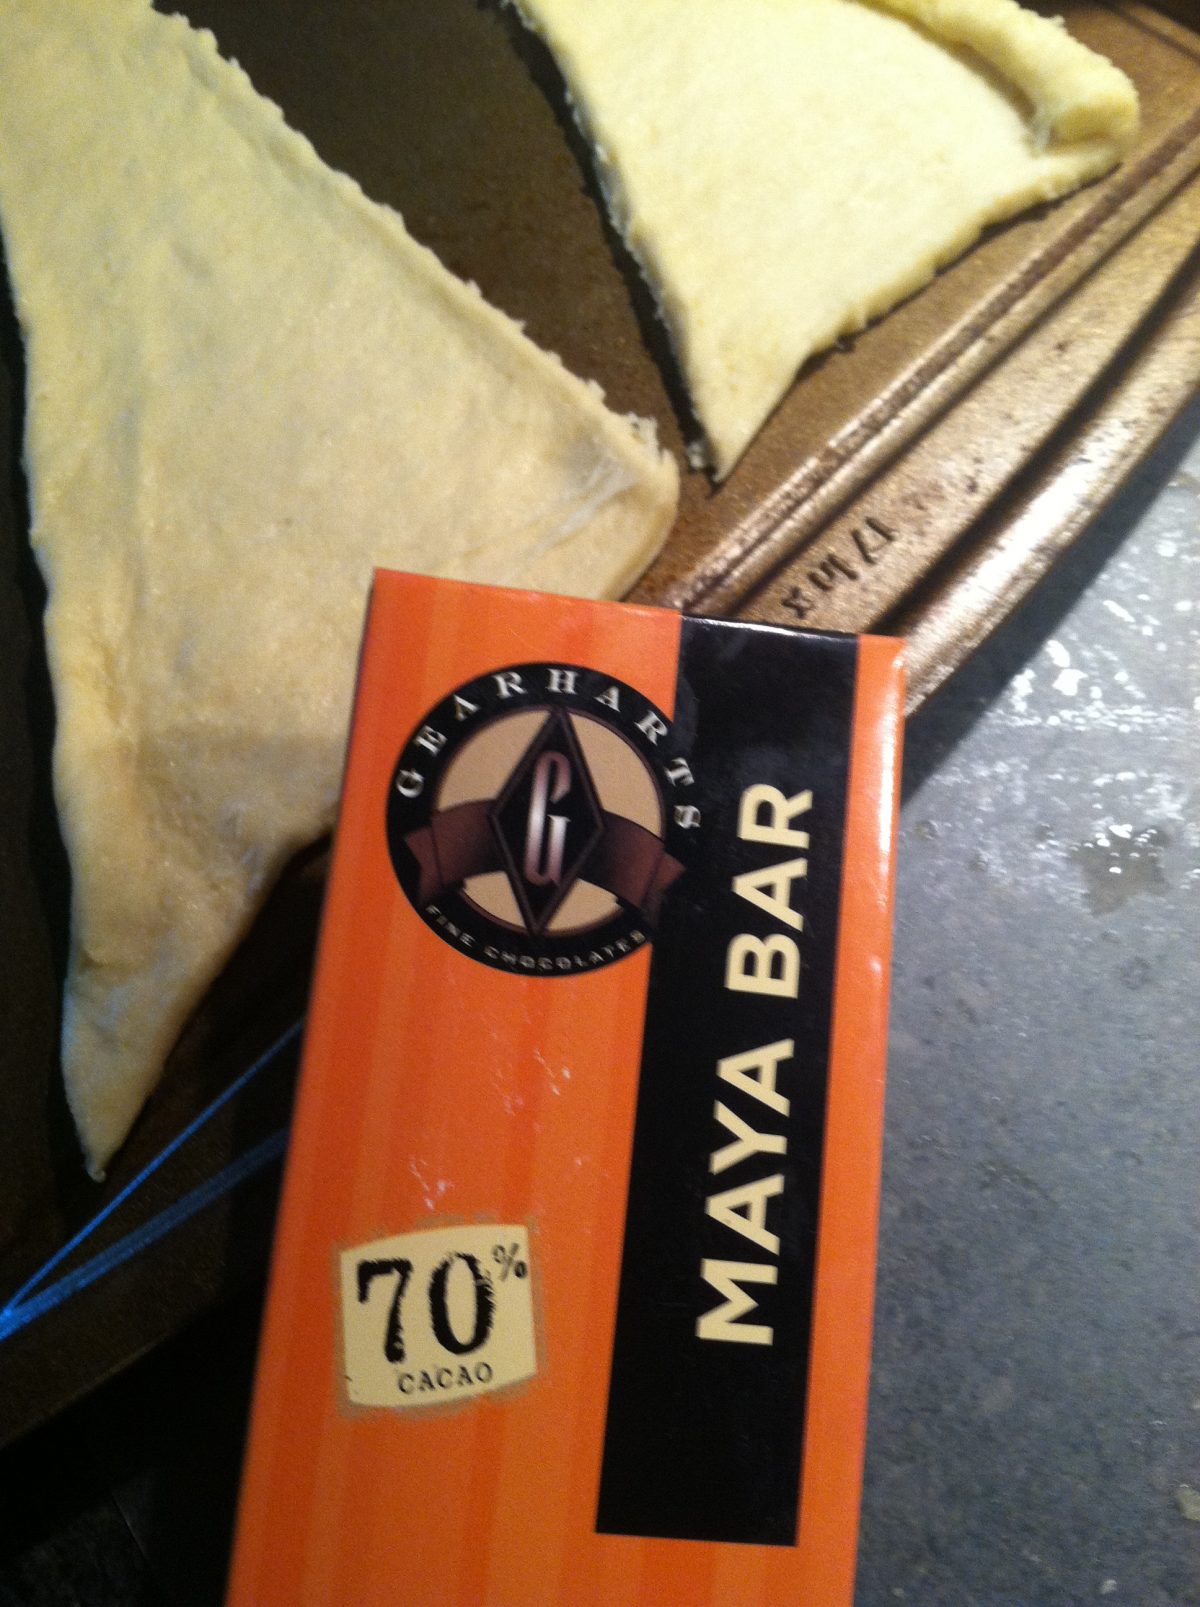 GEARHARTS
G
FINE CHOCOLATES
MAYA BAR
70%
CACAO